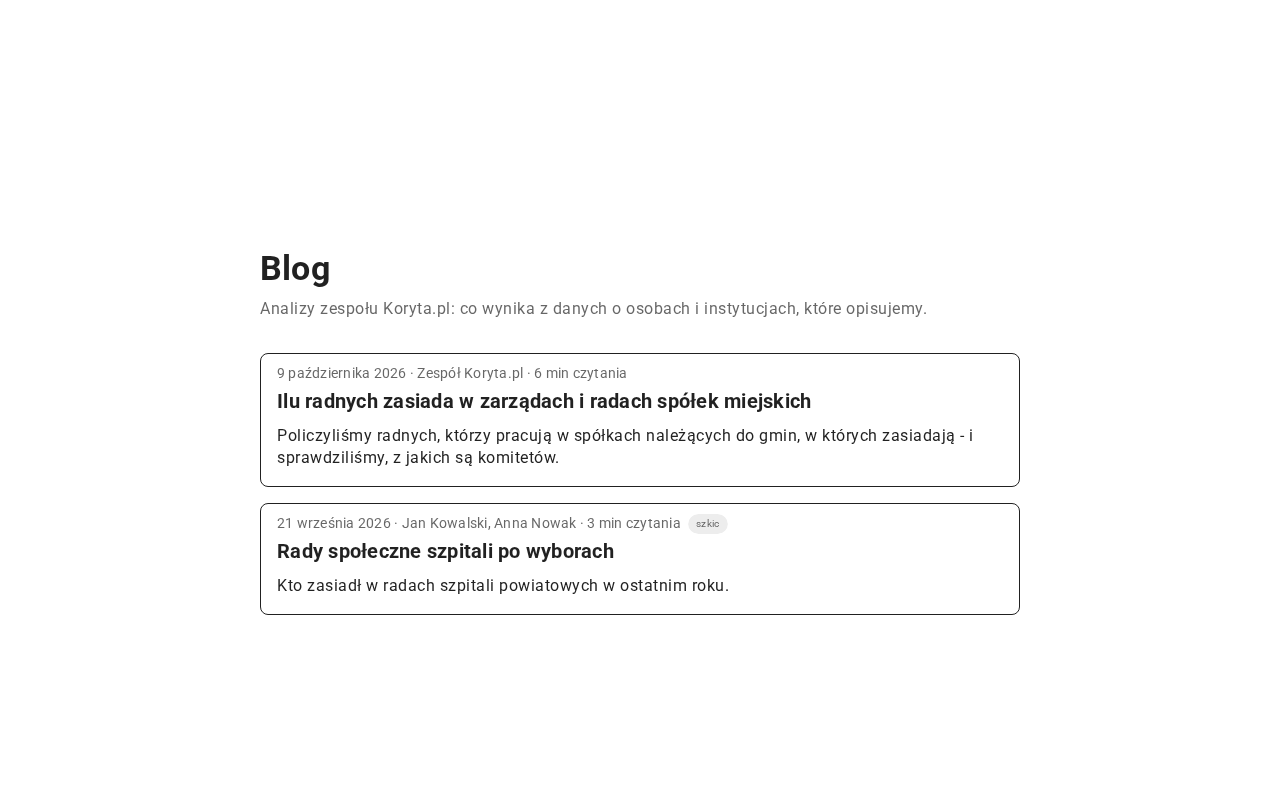 Blog
Analizy zespołu Koryta.pl: co wynika z danych o osobach i instytucjach, które opisujemy.
9 października 2026 · Zespół Koryta.pl · 6 min czytania
Ilu radnych zasiada w zarządach i radach spółek miejskich
Policzyliśmy radnych, którzy pracują w spółkach należących do gmin, w których zasiadają - i
sprawdziliśmy, z jakich są komitetów.
21 września 2026 · Jan Kowalski, Anna Nowak · 3 min czytania szkic
Rady społeczne szpitali po wyborach
Kto zasiadł w radach szpitali powiatowych w ostatnim roku.